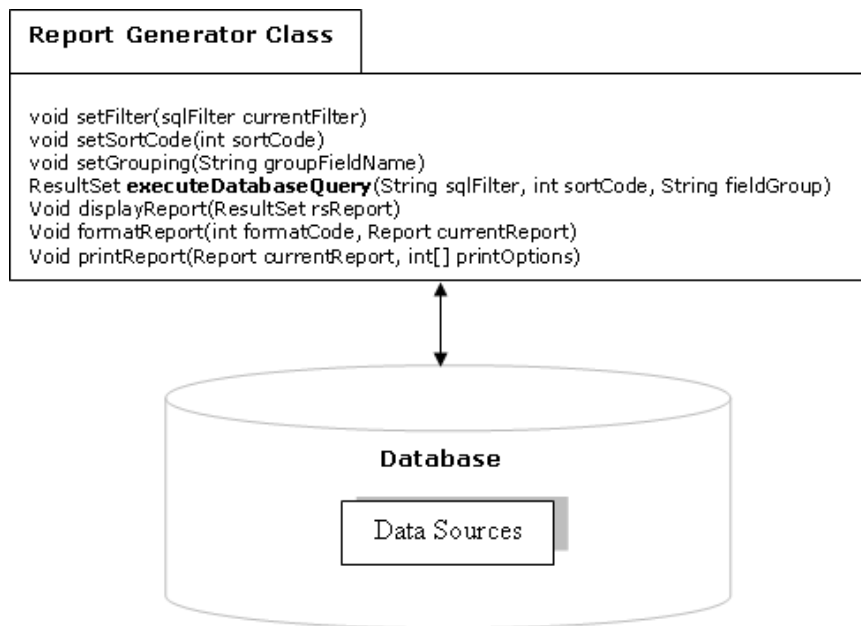 Report Generator Class
void setFilter(sqlFilter currentFilter)
void setSortCode(int sortCode)
void setGrouping(String groupFieldName)
ResultSet executeDatabaseQuery(String sqlFilter, int sortCode, String fieldGroup)
Void displayReport(ResultSet rsReport)
Void formatReport(int formatCode, Report currentReport)
Void printReport(Report currentReport, int[] printOptions)
Database
Data Sources